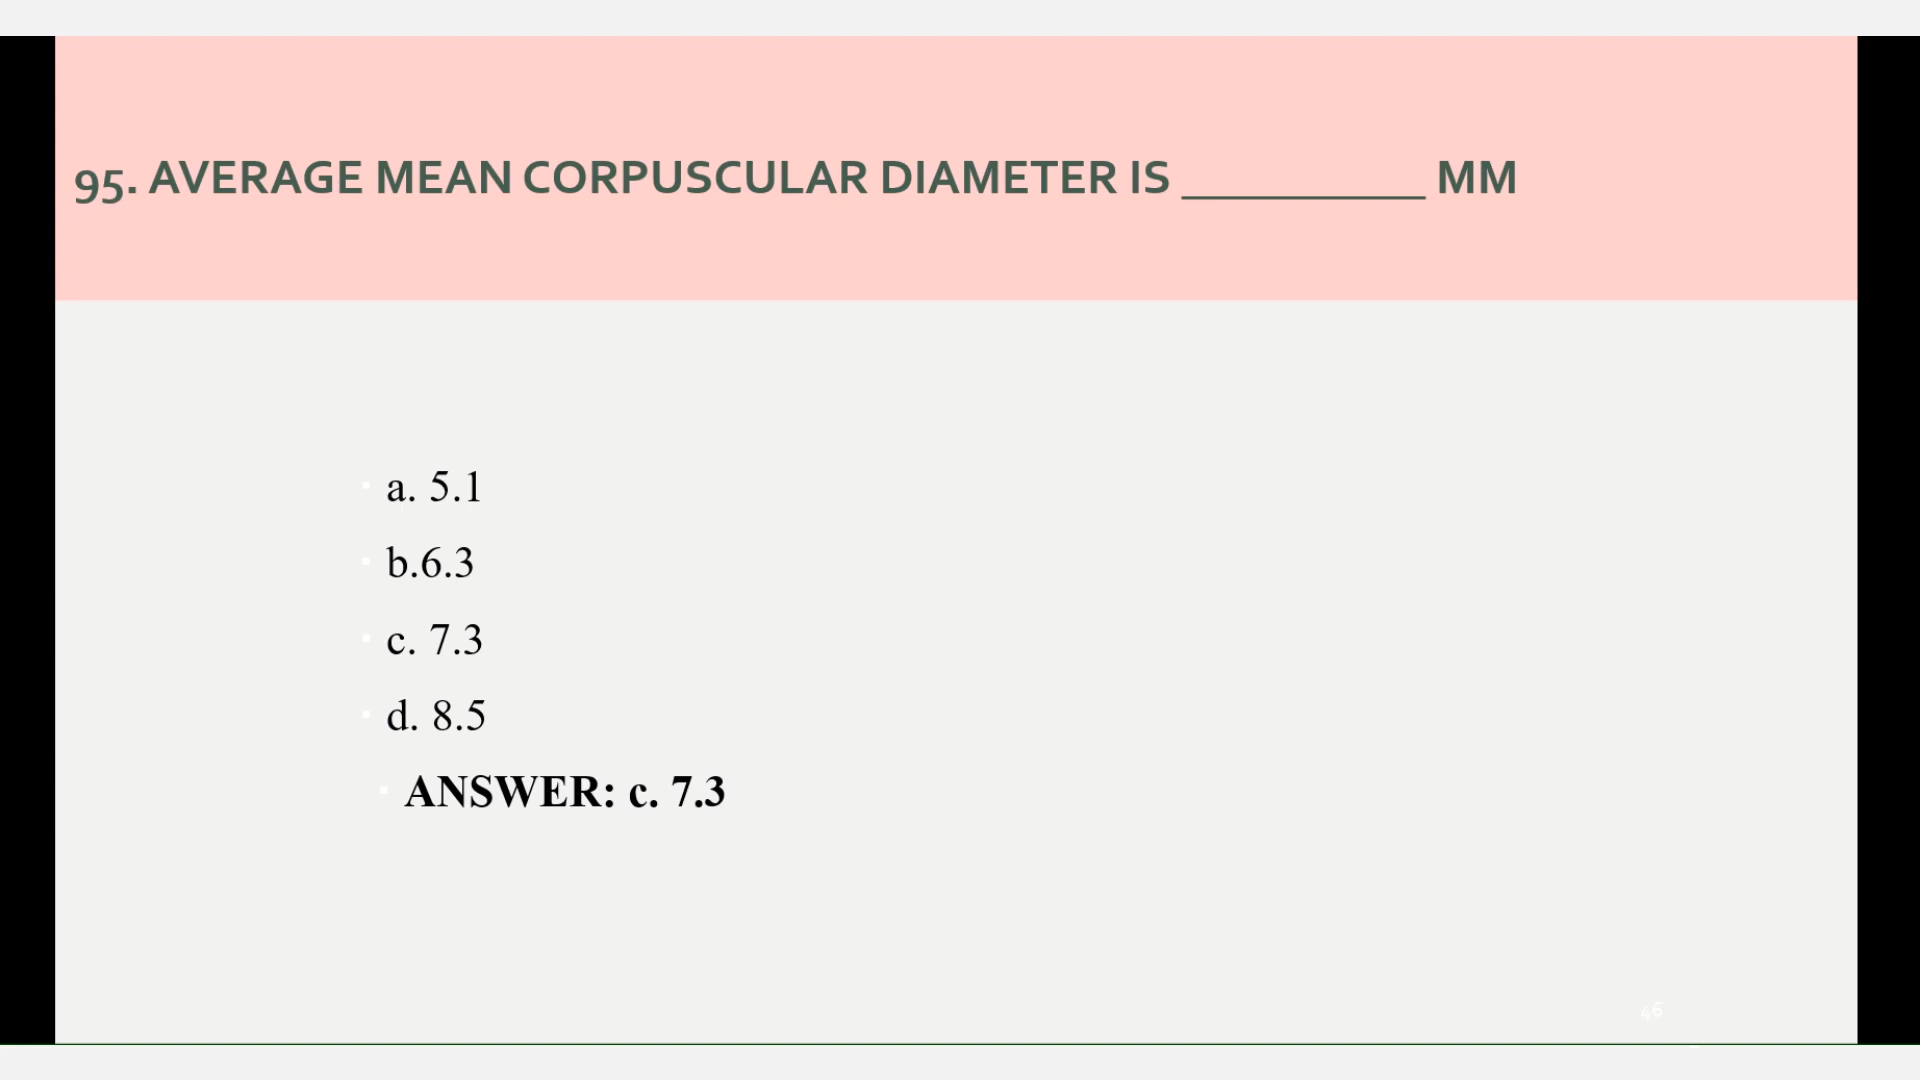 95. AVERAGE MEAN CORPUSCULAR DIAMETER IS __________ MM
a. 5.1
b.6.3
c. 7.3
d. 8.5
ANSWER: c. 7.3
46